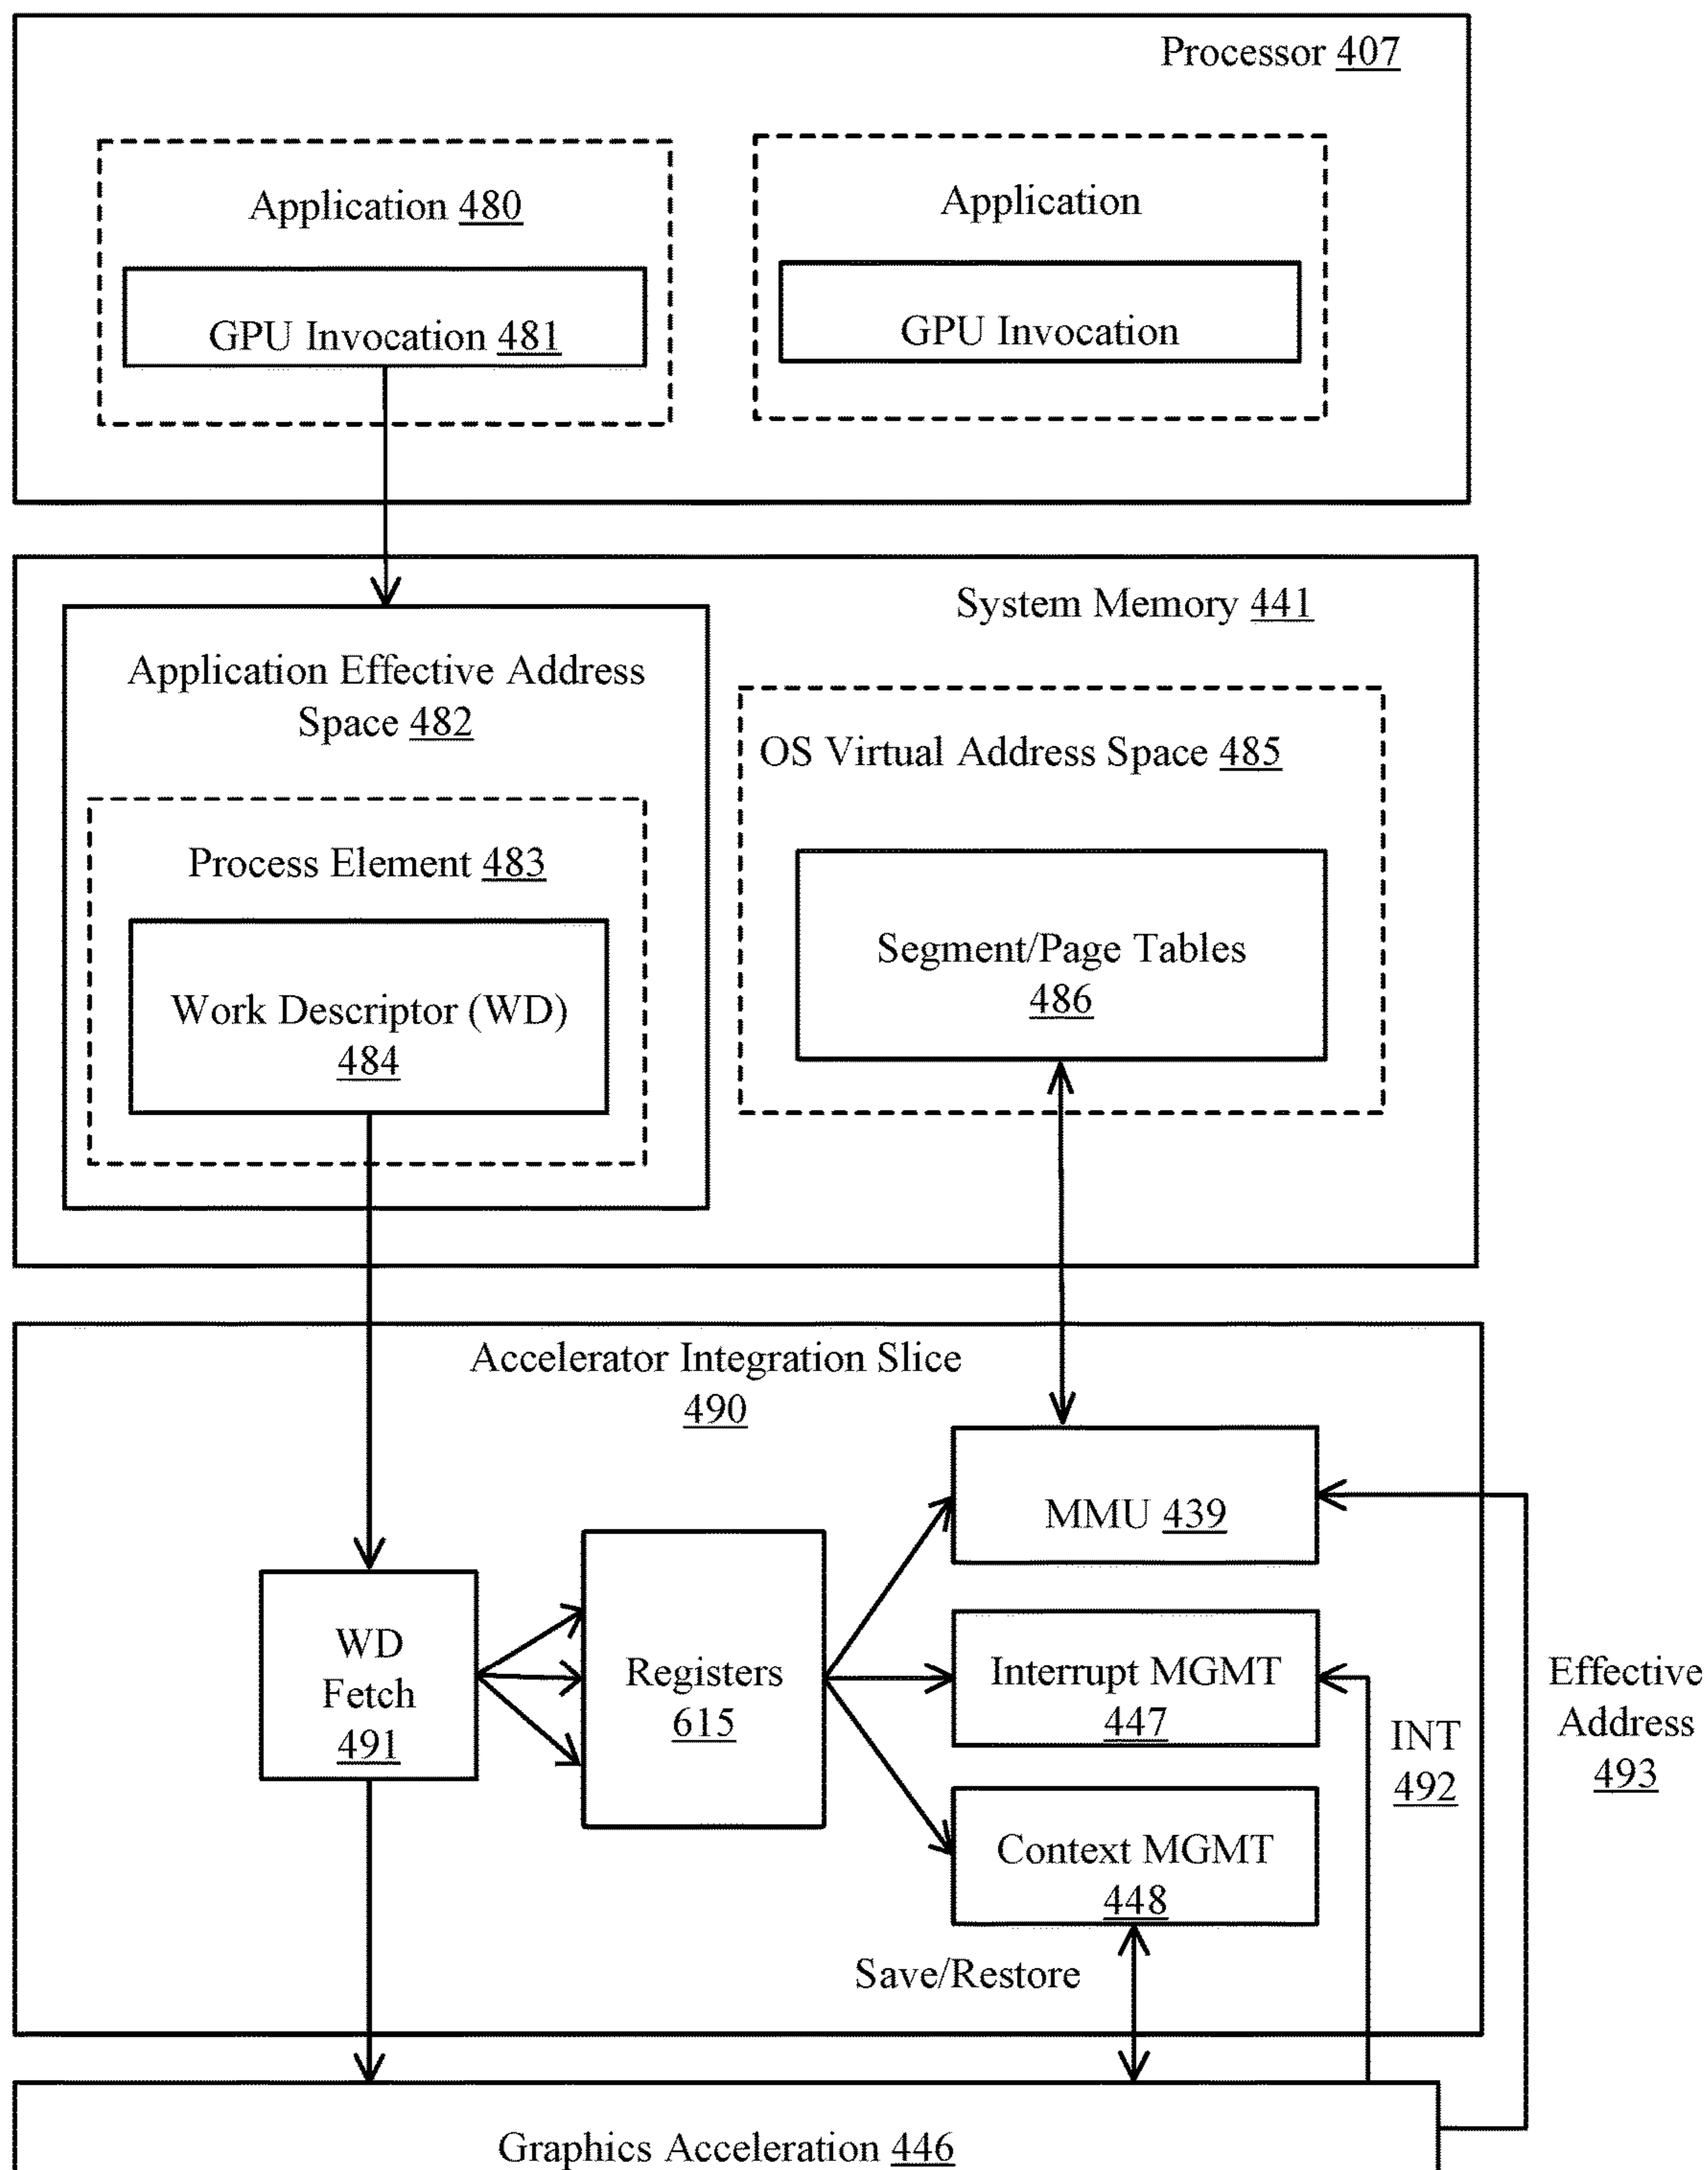 Processor 407
Application 480
GPU Invocation 481
Application
GPU Invocation
System Memory 441
Application Effective Address
Space 482
Process Element 483
Work Descriptor (WD)
484
OS Virtual Address Space 485
Segment/Page Tables
486
Accelerator Integration Slice
490
WD
Fetch
491
Registers
615
MMU 439
Interrupt MGMT
447
Context MGMT
448
Save/Restore
INT
492
Effective
Address
493
Graphics Acceleration 446